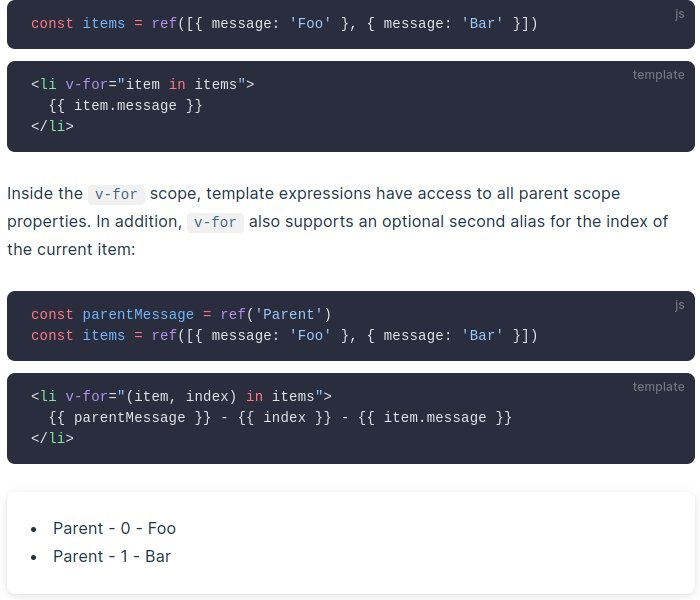 js
const items = ref([{ message: 'Foo' }, { message: 'Bar' }])
template
<li v-for="item in items">
  {{ item.message }}
</li>
Inside the v-for scope, template expressions have access to all parent scope
properties. In addition, v-for also supports an optional second alias for the index of
the current item:
js
const parentMessage = ref('Parent')
const items = ref([{ message: 'Foo' }, { message: 'Bar' }])
template
<li v-for="(item, index) in items">
  {{ parentMessage }} - {{ index }} - {{ item.message }}
</li>
• Parent - 0 - Foo
• Parent - 1 - Bar